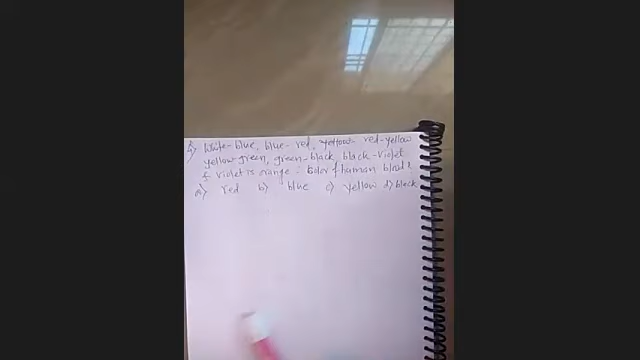 white-blue, blue-red, yellow- red-yellow
yellow green, green-black, black-violet
& violet is orange : color of human blood?
a) red b) blue c) yellow d) black